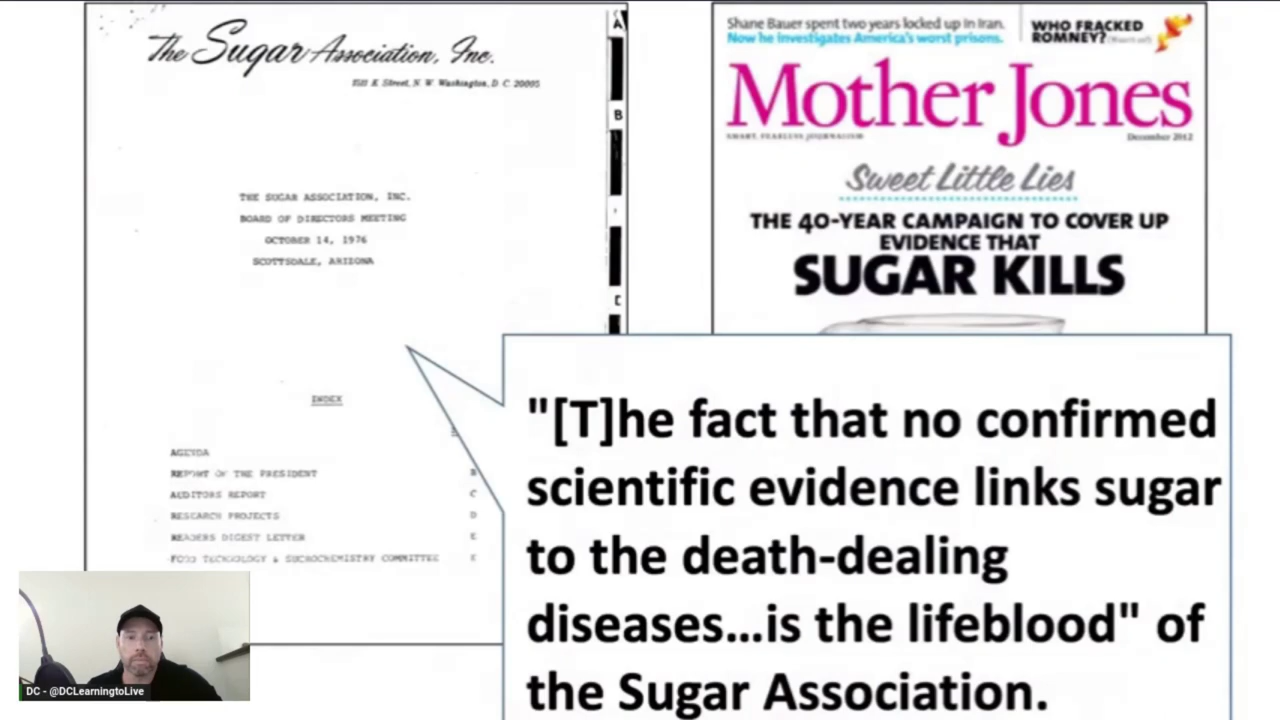 The Sugar Association, Inc.
1511 K Street, N. W. Washington, D. C. 20005
A
B
THE SUGAR ASSOCIATION, INC.
BOARD OF DIRECTORS MEETING
OCTOBER 14, 1976
SCOTTSDALE, ARIZONA
D
INDEX
AGENDA
REPORT OF THE PRESIDENT B
AUDITORS REPORT C
RESEARCH PROJECTS D
READERS DIGEST LETTER E
FOOD TECHNOLOGY & SUCROCHEMISTRY COMMITTEE
Shane Bauer spent two years locked up in Iran.
Now he investigates America's worst prisons.
WHO FRACKED
ROMNEY?
Mother Jones
SMART, FEARLESS JOURNALISM
December 2012
Sweet Little Lies
THE 40-YEAR CAMPAIGN TO COVER UP
EVIDENCE THAT
SUGAR KILLS
"[T]he fact that no confirmed
scientific evidence links sugar
to the death-dealing
diseases...is the lifeblood" of
the Sugar Association.
DC - @DCLearningtoLive